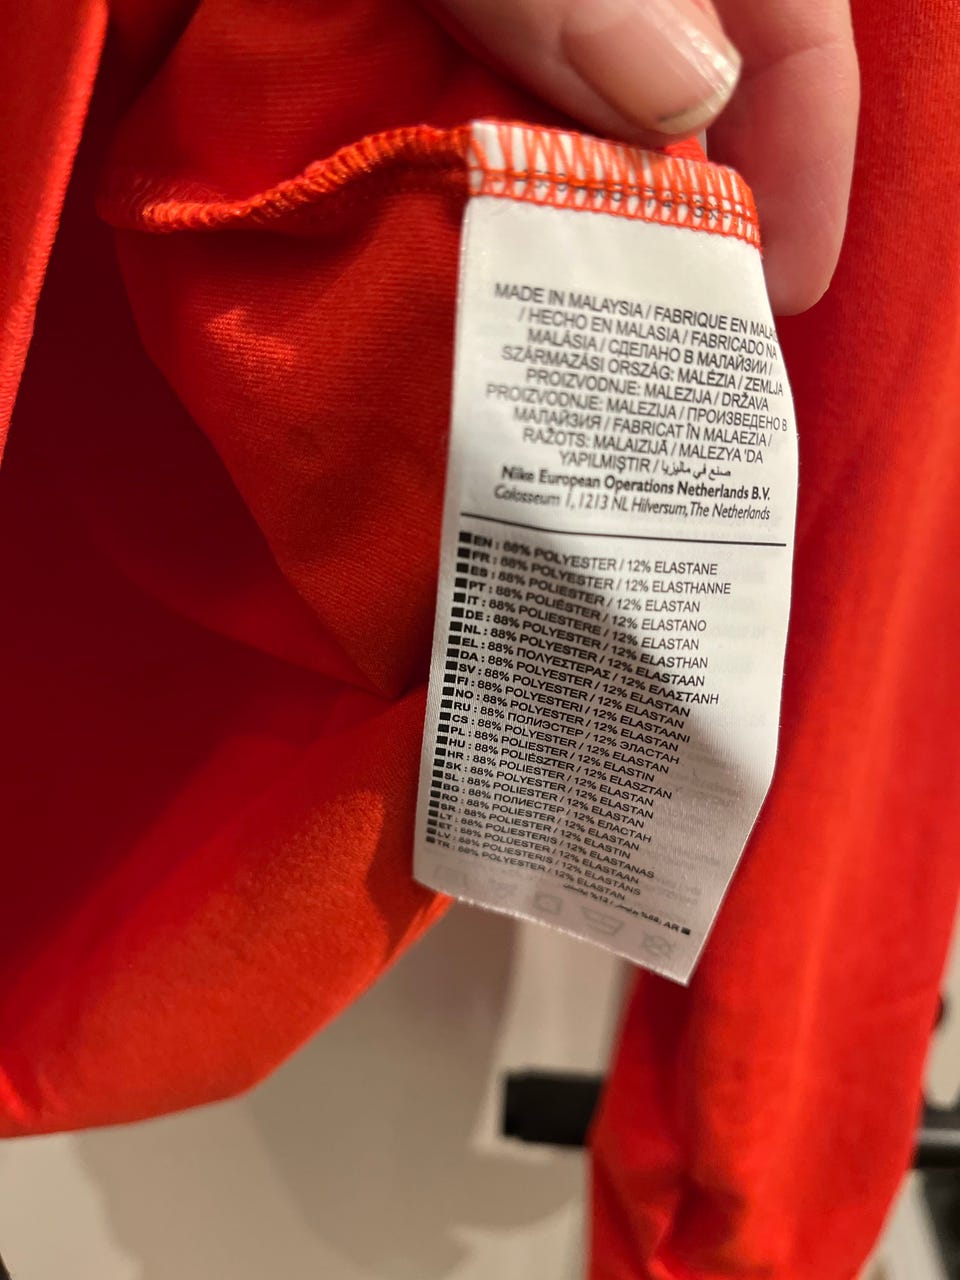 MADE IN MALAYSIA / FABRIQUE EN
/ HECHO EN MALASIA / FABRICADO NA
MALÁSIA / СДЕЛАНО В МАЛАЙЗИИ /
SZÁRMAZÁSI ORSZÁG: MALÉZIA / ZEMLJA
PROIZVODNJE: MALEZIJA / DRŽAVA
PROIZVODNJE: MALEZIJA / ПРОИЗВЕДЕНО В
МАЛАЙЗИЯ / FABRICAT ÎN MALAEZIA /
RAŽOTS: MALAIZIJĀ / MALEZYA 'DA
YAPILMIŞTIR / صنع في ماليزيا
Nike European Operations Netherlands B.V.
Colosseum 1, 1213 NL Hilversum, The Netherlands
EN : 88% POLYESTER / 12% ELASTANE
FR : 88% POLYESTER / 12% ELASTHANNE
ES : 88% POLIÉSTER / 12% ELASTAN
PT : 88% POLIÉSTER / 12% ELASTANO
IT : 88% POLIESTERE / 12% ELASTAN
DE : 88% POLYESTER / 12% ELASTHAN
NL : 88% POLYESTER / 12% ELASTAAN
EL : 88% ΠΟΛΥΕΣΤΕΡΑΣ / 12% ΕΛΑΣΤΑΝΗ
DA : 88% POLYESTER / 12% ELASTAN
SV : 88% POLYESTER / 12% ELASTAN
FI : 88% POLYESTERI / 12% ELASTAANI
NO : 88% POLYESTER / 12% ELASTAN
RU : 88% ПОЛИЭСТЕР / 12% ЭЛАСТАН
CS : 88% POLYESTER / 12% ELASTAN
PL : 88% POLIESTER / 12% ELASTAN
HU : 88% POLIÉSZTER / 12% ELASZTÁN
HR : 88% POLIESTER / 12% ELASTAN
SK : 88% POLYESTER / 12% ELASTAN
SL : 88% POLIESTER / 12% ELASTAN
BG : 88% ПОЛИЕСТЕР / 12% ЕЛАСТАН
RO : 88% POLIESTER / 12% ELASTAN
SR : 88% POLIESTER / 12% ELASTIN
LT : 88% POLIESTERIS / 12% ELASTANAS
ET : 88% POLÜESTER / 12% ELASTAAN
LV : 88% POLIESTERIS / 12% ELASTĀNS
TR : 88% POLYESTER / 12% ELASTAN
AR :88%